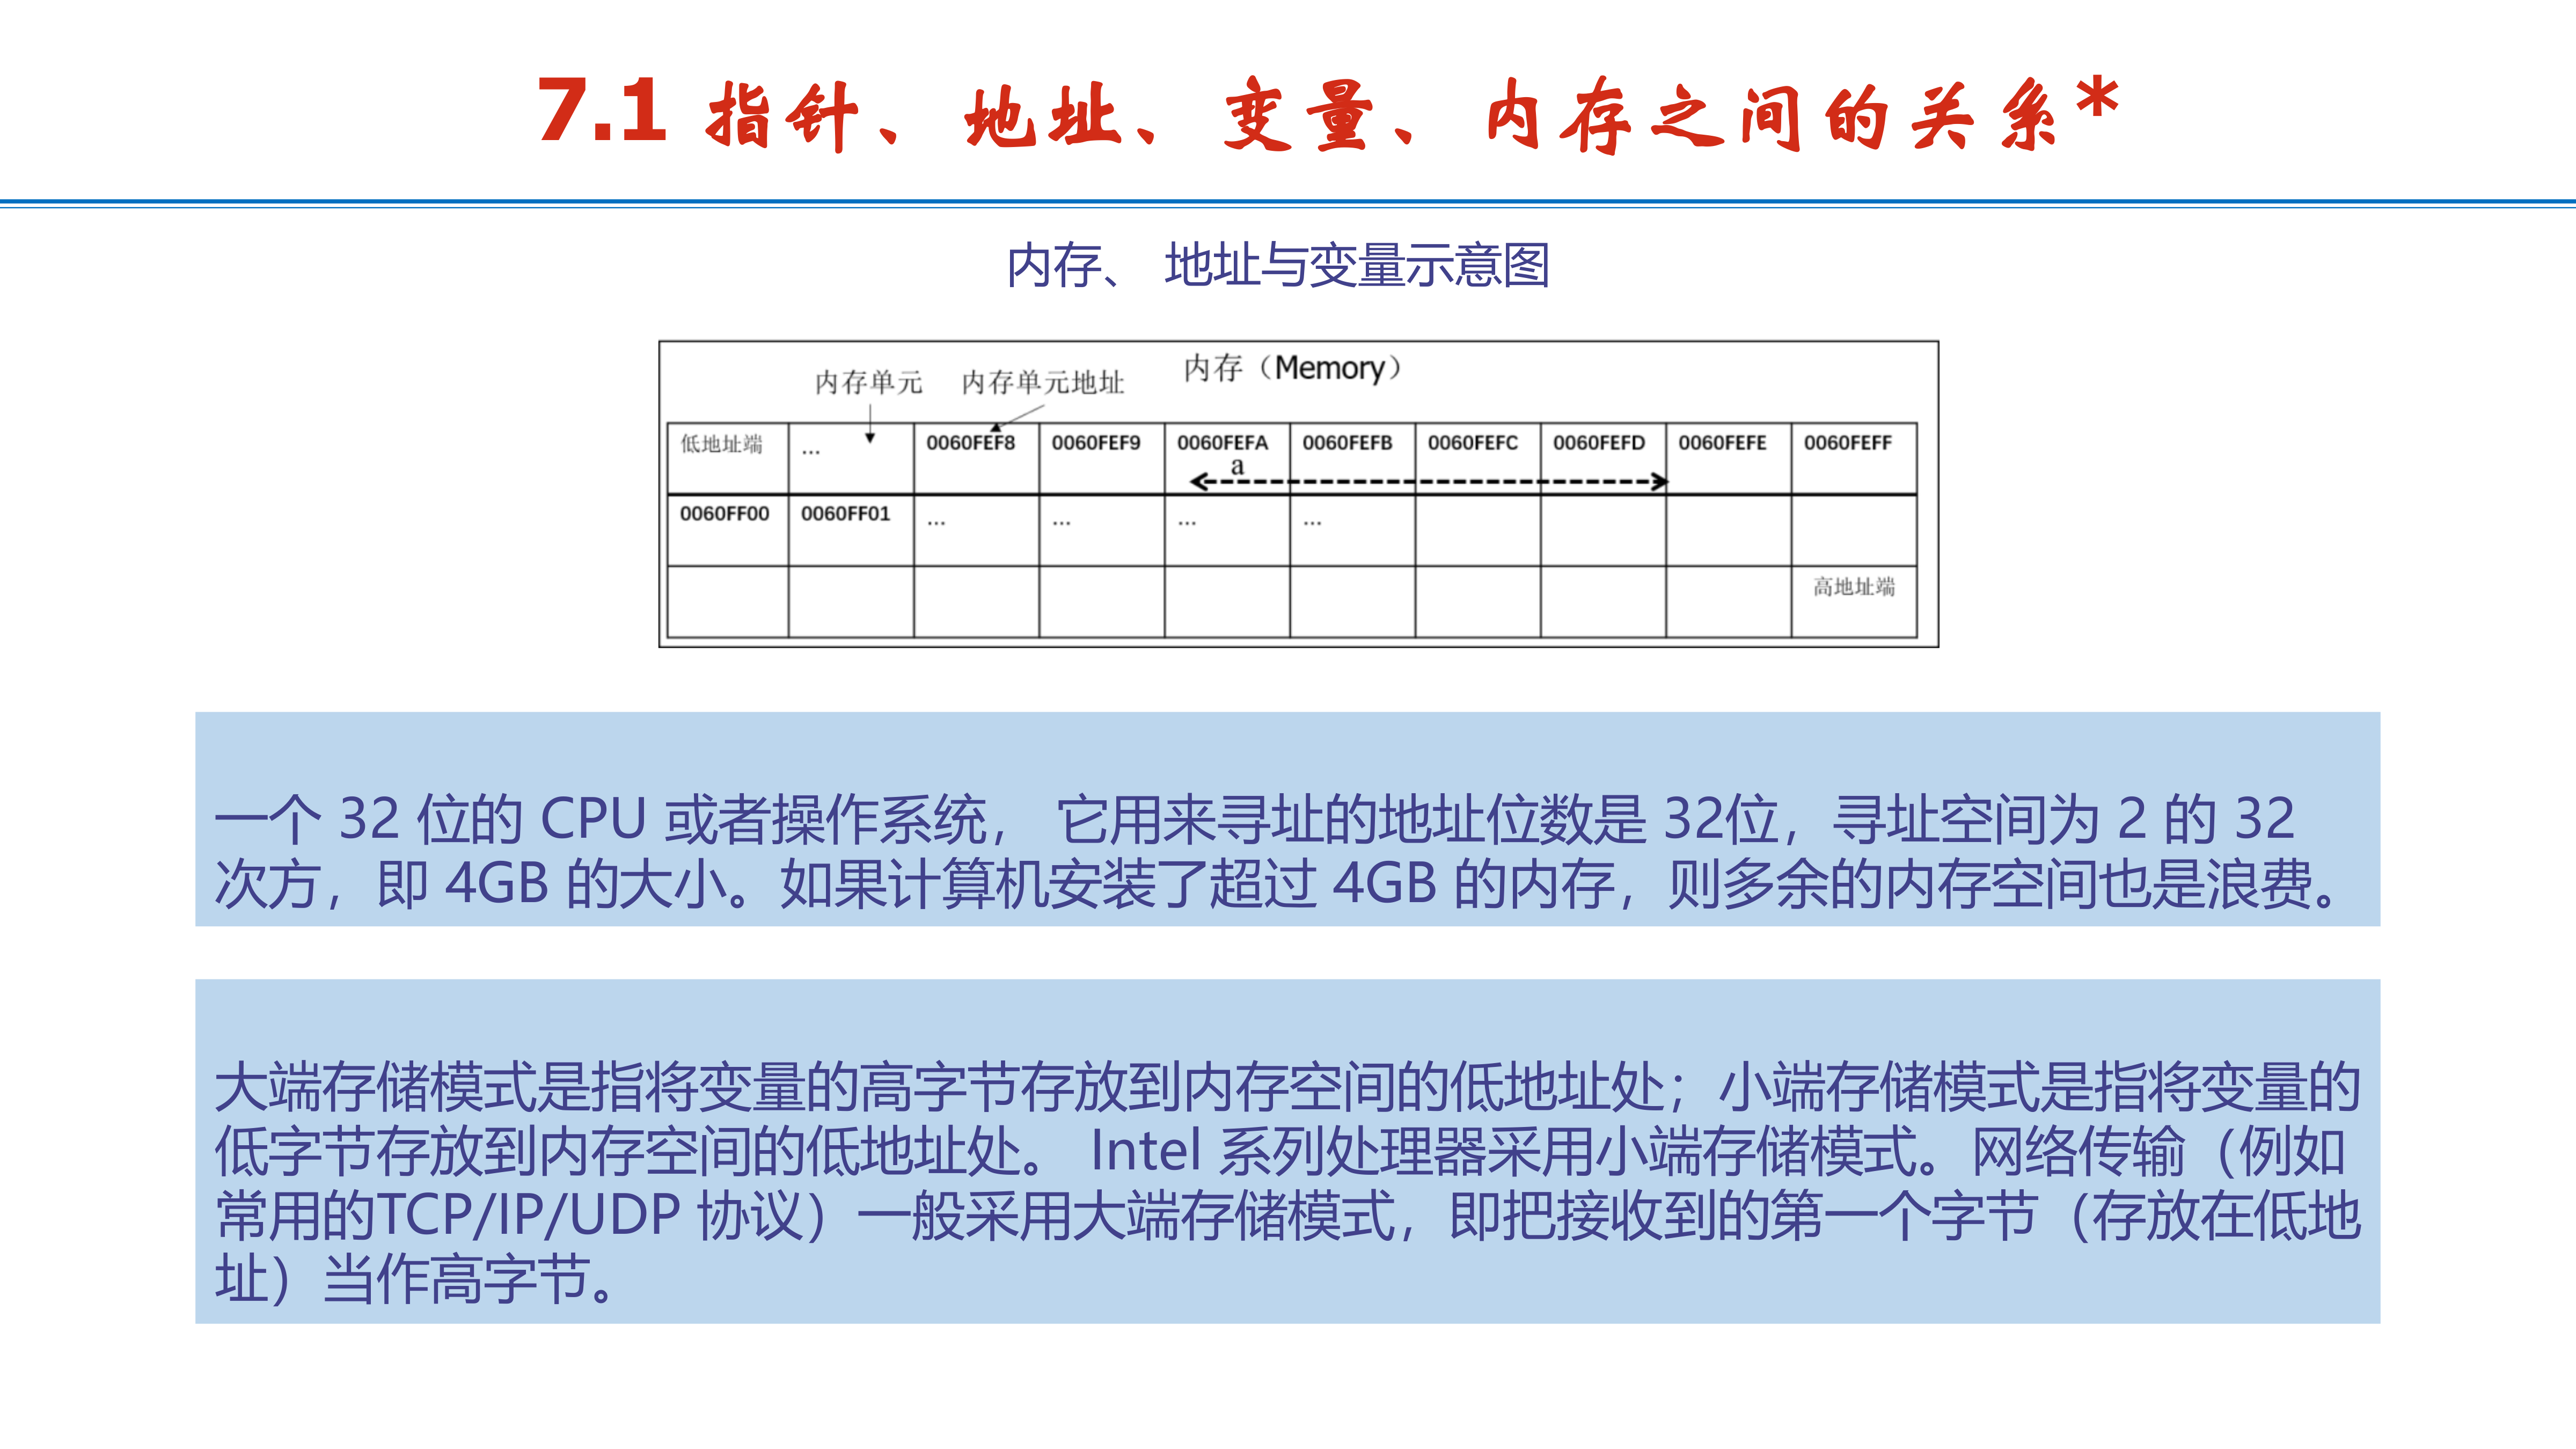 7.1 指针、地址、变量、内存之间的关系*
内存、 地址与变量示意图
内存（Memory）
内存单元 内存单元地址
低地址端 ... 0060FEF8 0060FEF9 0060FEFA 0060FEFB 0060FEFC 0060FEFD 0060FEFE 0060FEFF
a
0060FF00 0060FF01 ... ... ... ...
高地址端
一个 32 位的 CPU 或者操作系统， 它用来寻址的地址位数是 32位，寻址空间为 2 的 32
次方，即 4GB 的大小。如果计算机安装了超过 4GB 的内存，则多余的内存空间也是浪费。
大端存储模式是指将变量的高字节存放到内存空间的低地址处；小端存储模式是指将变量的
低字节存放到内存空间的低地址处。 Intel 系列处理器采用小端存储模式。网络传输（例如
常用的TCP/IP/UDP 协议）一般采用大端存储模式，即把接收到的第一个字节（存放在低地
址）当作高字节。